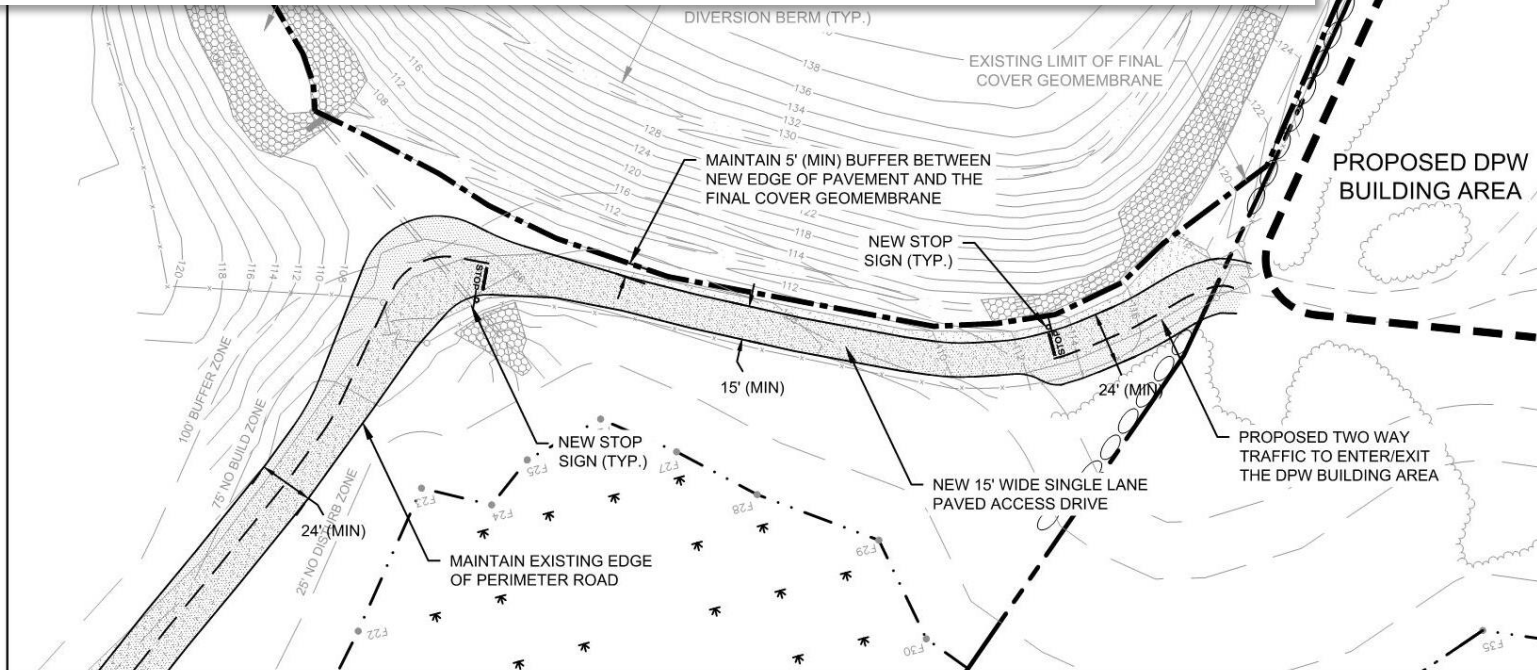 DIVERSION BERM (TYP.)
EXISTING LIMIT OF FINAL
COVER GEOMEMBRANE
PROPOSED DPW
BUILDING AREA
MAINTAIN 5' (MIN) BUFFER BETWEEN
NEW EDGE OF PAVEMENT AND THE
FINAL COVER GEOMEMBRANE
NEW STOP
SIGN (TYP.)
STOP
STOP
15' (MIN)
24' (MIN)
NEW STOP
SIGN (TYP.)
PROPOSED TWO WAY
TRAFFIC TO ENTER/EXIT
THE DPW BUILDING AREA
NEW 15' WIDE SINGLE LANE
PAVED ACCESS DRIVE
24' (MIN)
MAINTAIN EXISTING EDGE
OF PERIMETER ROAD
100' BUFFER ZONE
75' NO BUILD ZONE
25' NO DISTURB ZONE
138
136
134
132
130
128
124
120
116
112
116
112
108
124
122
120
118
114
112
120
118
116
114
112
110
108
F22
F23
F24
F25
F27
F28
F29
F30
F35